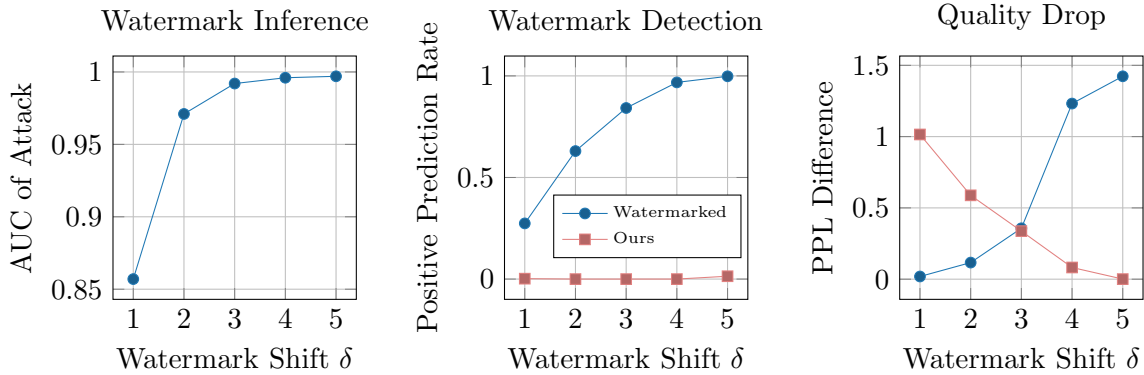 Watermark Inference
AUC of Attack
1
0.95
0.9
0.85
1 2 3 4 5
Watermark Shift δ
Watermark Detection
Positive Prediction Rate
1
0.5
0
Watermarked
Ours
1 2 3 4 5
Watermark Shift δ
Quality Drop
PPL Difference
1.5
1
0.5
0
1 2 3 4 5
Watermark Shift δ